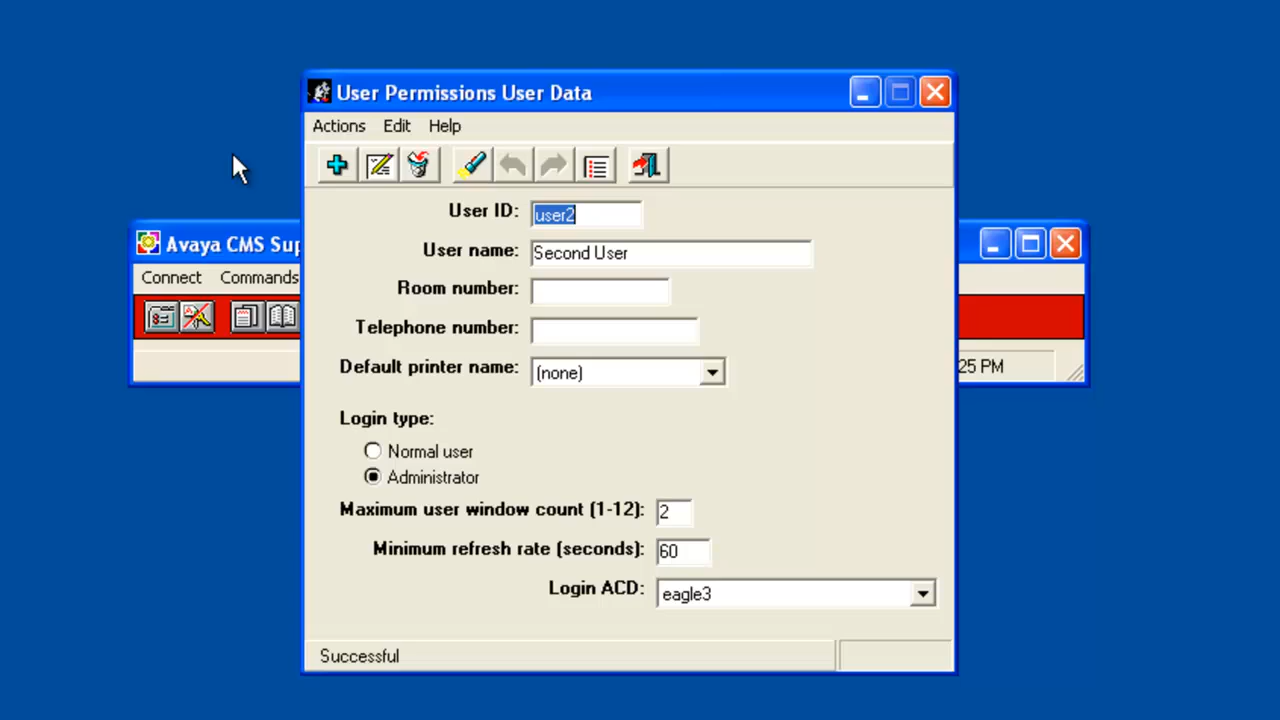 User Permissions User Data
Actions Edit Help
User ID: user2
User name: Second User
Room number:
Telephone number:
Default printer name: (none)
Login type:
Normal user
Administrator
Maximum user window count (1-12): 2
Minimum refresh rate (seconds): 60
Login ACD: eagle3
Successful
Avaya CMS Sup
Connect Commands
25 PM